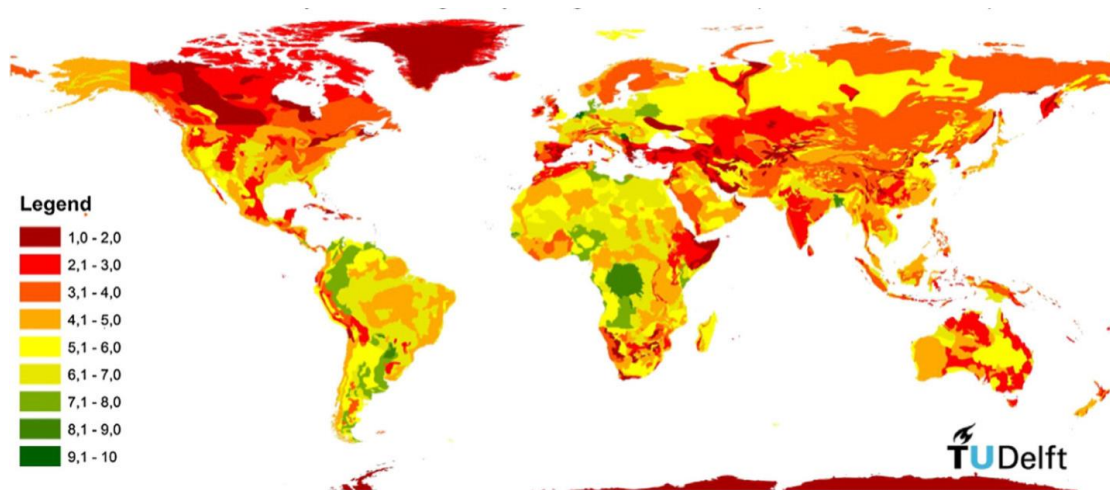 Legend
1,0 - 2,0
2,1 - 3,0
3,1 - 4,0
4,1 - 5,0
5,1 - 6,0
6,1 - 7,0
7,1 - 8,0
8,1 - 9,0
9,1 - 10
TUDelft